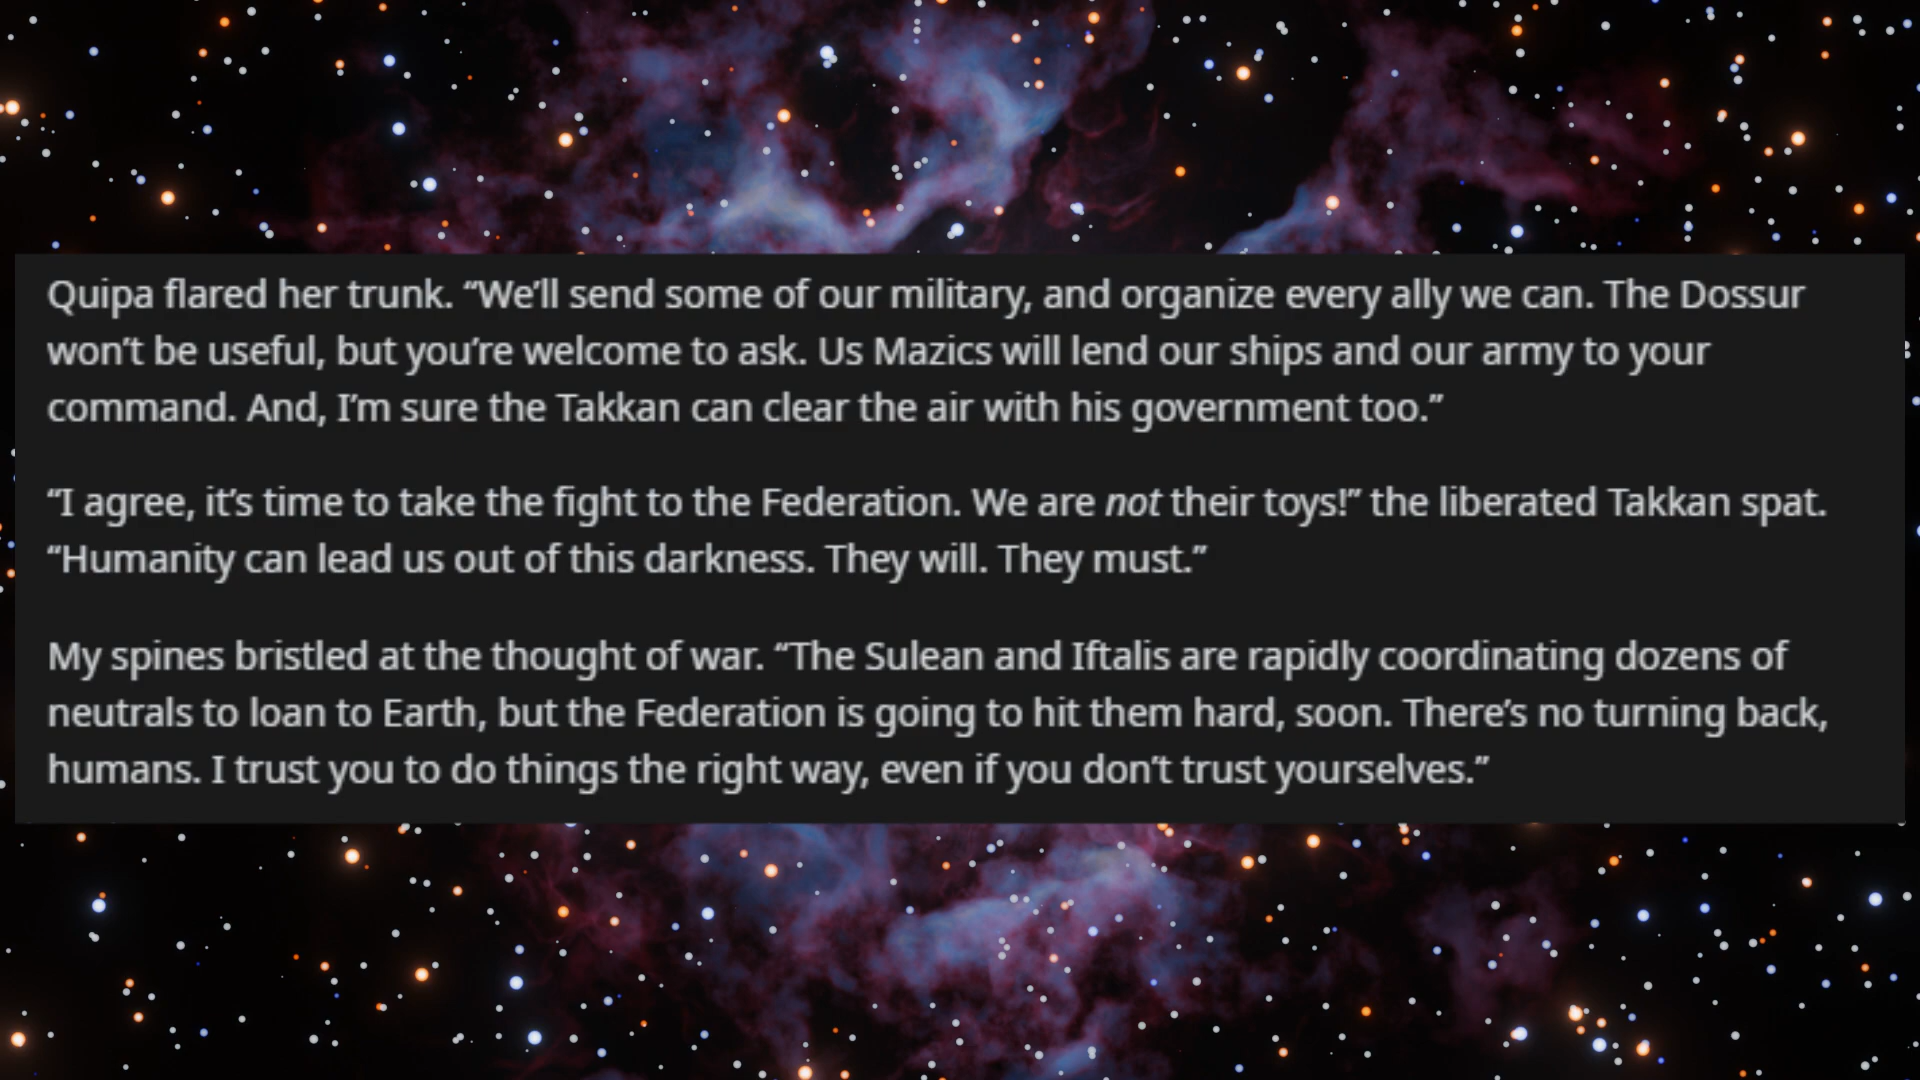 Quipa flared her trunk. “We’ll send some of our military, and organize every ally we can. The Dossur
won’t be useful, but you’re welcome to ask. Us Mazics will lend our ships and our army to your
command. And, I’m sure the Takkan can clear the air with his government too.”
“I agree, it’s time to take the fight to the Federation. We are not their toys!” the liberated Takkan spat.
“Humanity can lead us out of this darkness. They will. They must.”
My spines bristled at the thought of war. “The Sulean and Iftalis are rapidly coordinating dozens of
neutrals to loan to Earth, but the Federation is going to hit them hard, soon. There’s no turning back,
humans. I trust you to do things the right way, even if you don’t trust yourselves.”